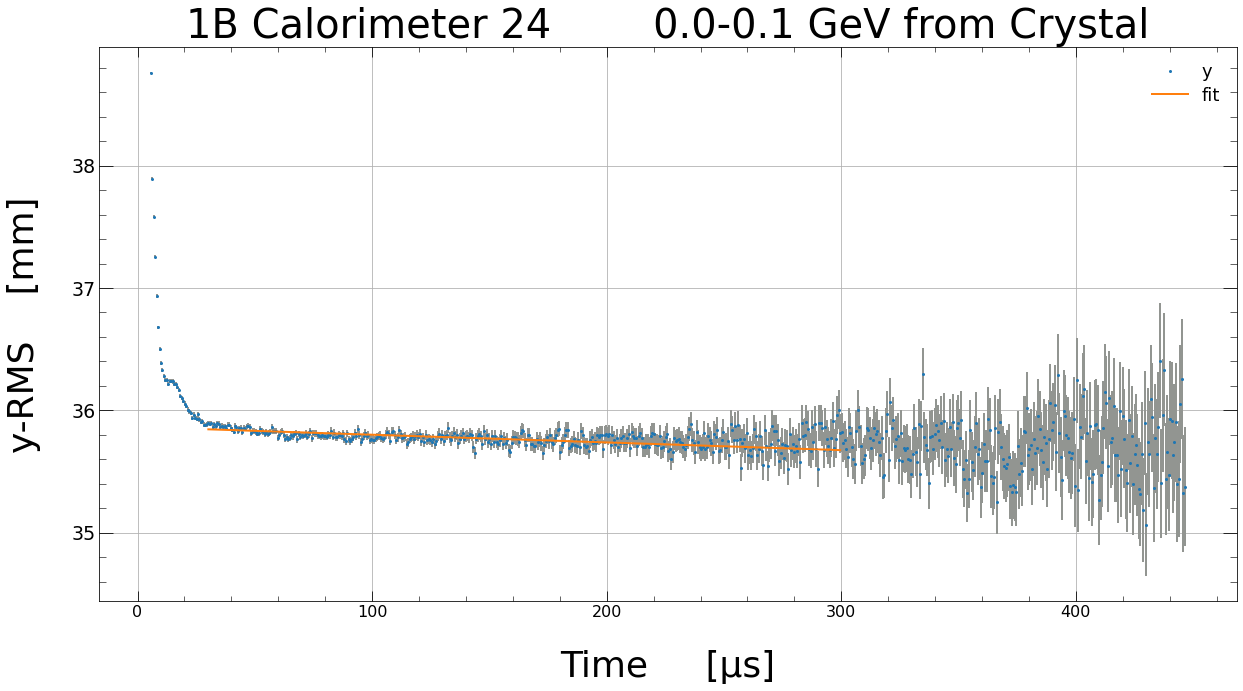 1B Calorimeter 24 0.0-0.1 GeV from Crystal
y
fit
38
37
36
35
y-RMS [mm]
0 100 200 300 400
Time [μs]